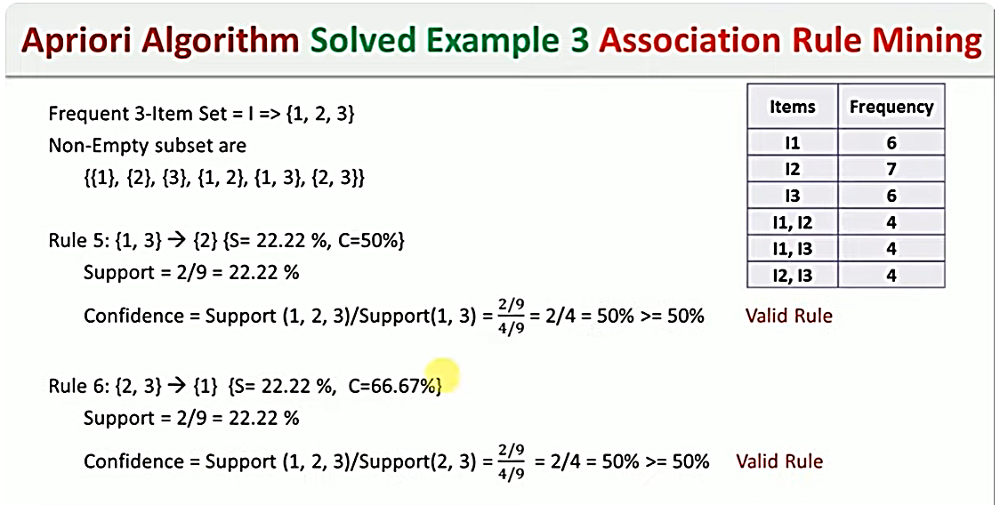 Apriori Algorithm Solved Example 3 Association Rule Mining
Frequent 3-Item Set = I => {1, 2, 3}
Non-Empty subset are
{{1}, {2}, {3}, {1, 2}, {1, 3}, {2, 3}}
Rule 5: {1, 3} → {2} {S= 22.22 %, C=50%}
Support = 2/9 = 22.22 %
Confidence = Support (1, 2, 3)/Support(1, 3) = 2/9 / 4/9 = 2/4 = 50% >= 50% Valid Rule
Rule 6: {2, 3} → {1} {S= 22.22 %, C=66.67%}
Support = 2/9 = 22.22 %
Confidence = Support (1, 2, 3)/Support(2, 3) = 2/9 / 4/9 = 2/4 = 50% >= 50% Valid Rule
Items Frequency
I1 6
I2 7
I3 6
I1, I2 4
I1, I3 4
I2, I3 4